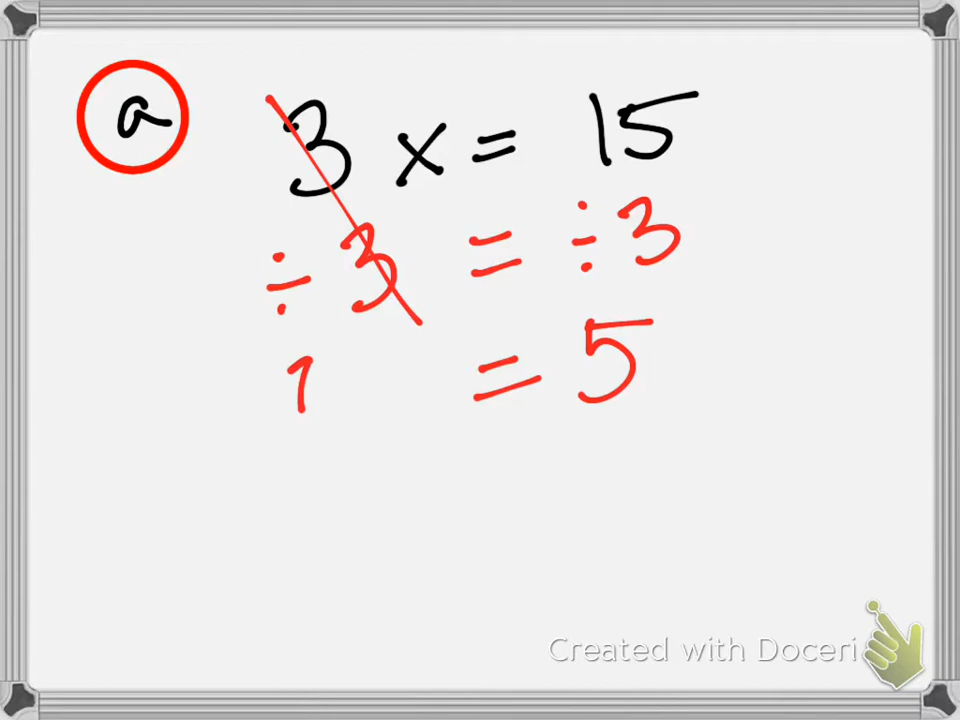 a 3x = 15
÷ 3 = ÷ 3
1 = 5
Created with Doceri